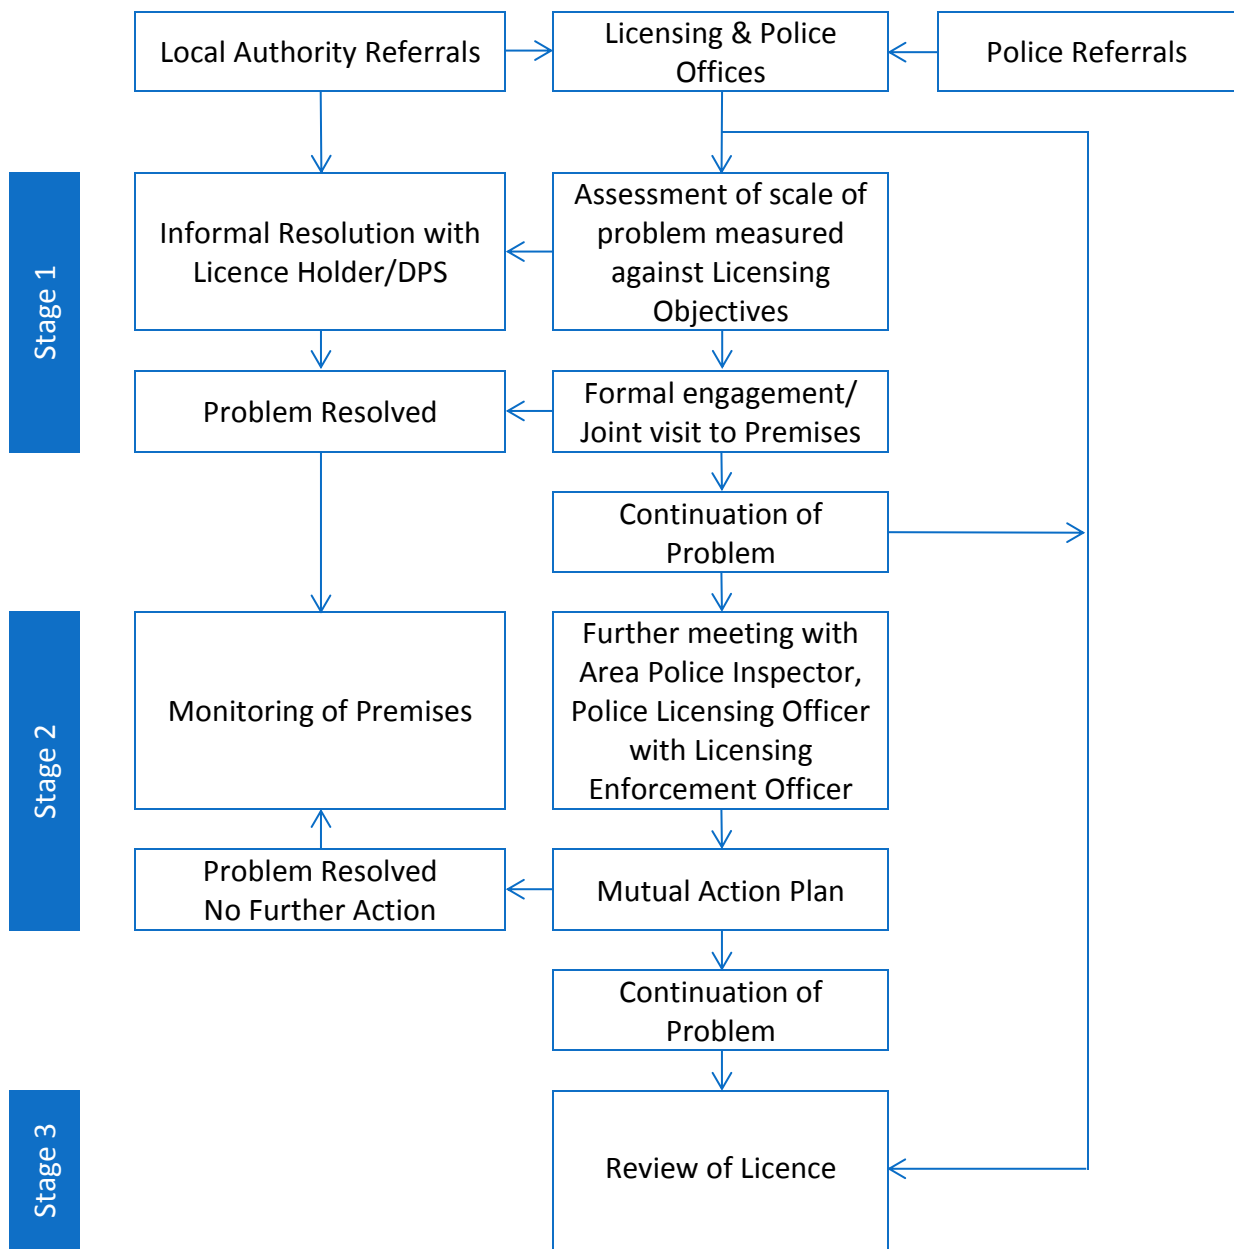 Local Authority Referrals
Licensing & Police
Offices
Police Referrals
Stage 1
Informal Resolution with
Licence Holder/DPS
Assessment of scale of
problem measured
against Licensing
Objectives
Problem Resolved
Formal engagement/
Joint visit to Premises
Continuation of
Problem
Stage 2
Monitoring of Premises
Further meeting with
Area Police Inspector,
Police Licensing Officer
with Licensing
Enforcement Officer
Problem Resolved
No Further Action
Mutual Action Plan
Continuation of
Problem
Stage 3
Review of Licence